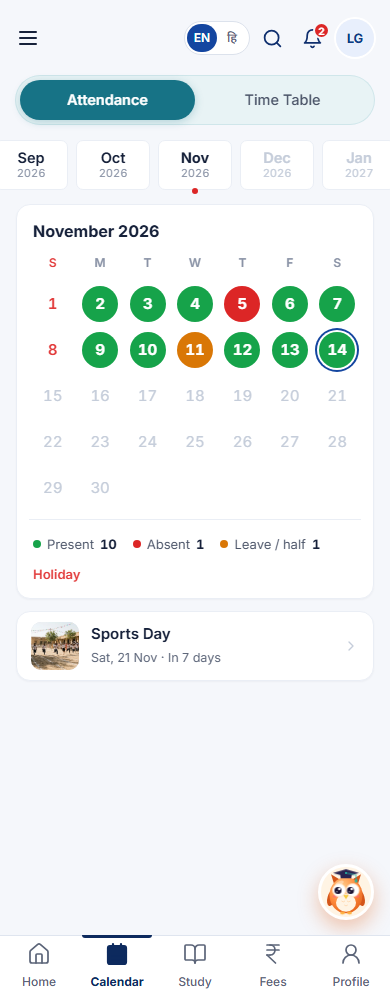 EN हि 2 LG
Attendance Time Table
Sep Oct Nov Dec Jan
2026 2026 2026 2026 2027
November 2026
S M T W T F S
1 2 3 4 5 6 7
8 9 10 11 12 13 14
15 16 17 18 19 20 21
22 23 24 25 26 27 28
29 30
Present 10 Absent 1 Leave / half 1
Holiday
Sports Day
Sat, 21 Nov · In 7 days
Home Calendar Study Fees Profile